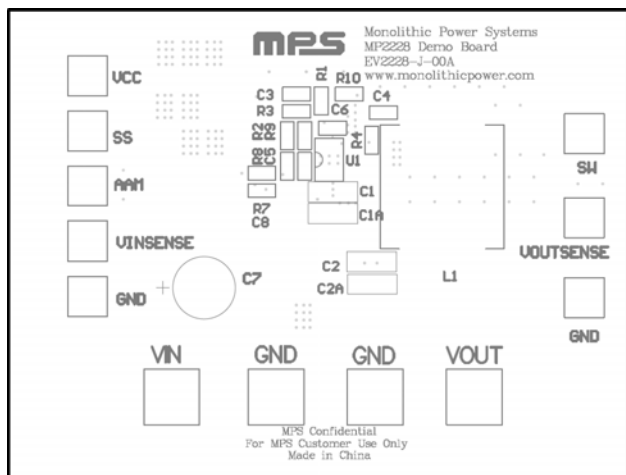 mps
Monolithic Power Systems
MP2228 Demo Board
EV2228-J-00A
www.monolithicpower.com
VCC
SS
AAM
VINSENSE
GND
R1
R10
C3
R3
C6
C4
R2
R9
R4
R8
C5
U1
R7
C8
C1
C1A
C2
C2A
C7
L1
SW
VOUTSENSE
GND
VIN
GND
GND
VOUT
MPS Confidential
For MPS Customer Use Only
Made in China